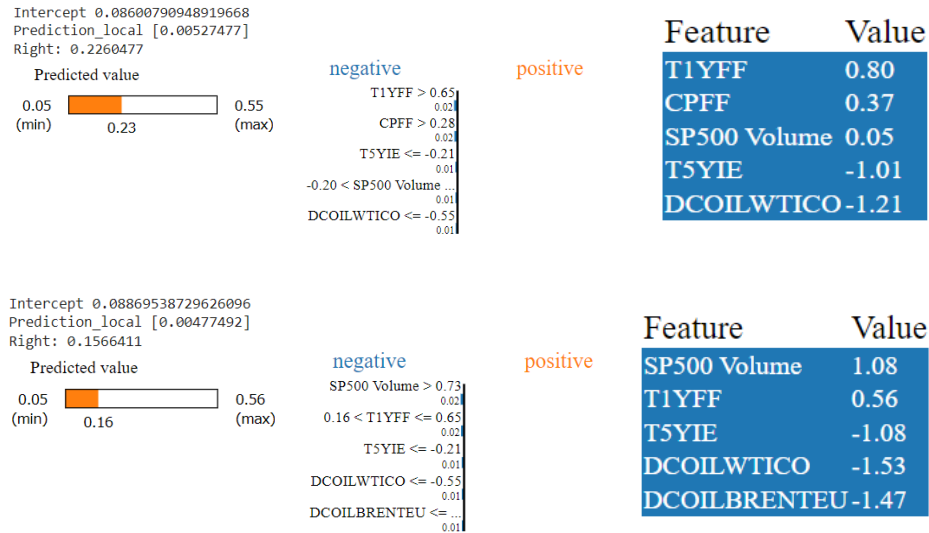 Intercept 0.08600790948919668
Prediction_local [0.00527477]
Right: 0.2260477
Predicted value
0.05
(min)
0.23
0.55
(max)
negative
positive
T1YFF > 0.65
0.02
CPFF > 0.28
0.02
T5YIE <= -0.21
0.01
-0.20 < SP500 Volume ...
0.01
DCOILWTICO <= -0.55
0.01
Feature Value
T1YFF 0.80
CPFF 0.37
SP500 Volume 0.05
T5YIE -1.01
DCOILWTICO -1.21
Intercept 0.08869538729626096
Prediction_local [0.00477492]
Right: 0.1566411
Predicted value
0.05
(min)
0.16
0.56
(max)
negative
positive
SP500 Volume > 0.73
0.02
0.16 < T1YFF <= 0.65
0.02
T5YIE <= -0.21
0.01
DCOILWTICO <= -0.55
0.01
DCOILBRENTEU <= ...
0.01
Feature Value
SP500 Volume 1.08
T1YFF 0.56
T5YIE -1.08
DCOILWTICO -1.53
DCOILBRENTEU -1.47